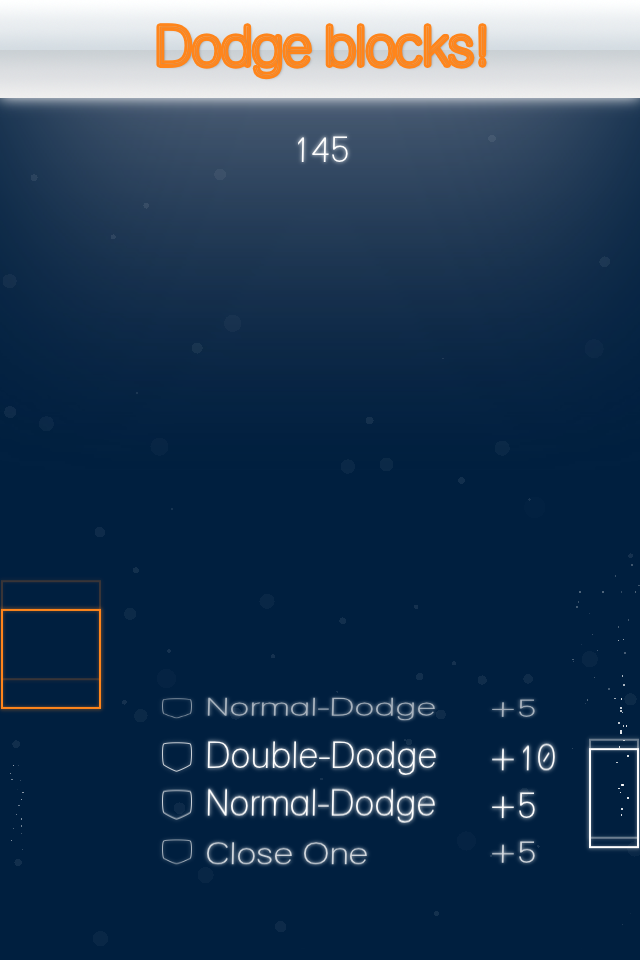 Dodge blocks!
145
Normal-Dodge +5
Double-Dodge +10
Normal-Dodge +5
Close One +5